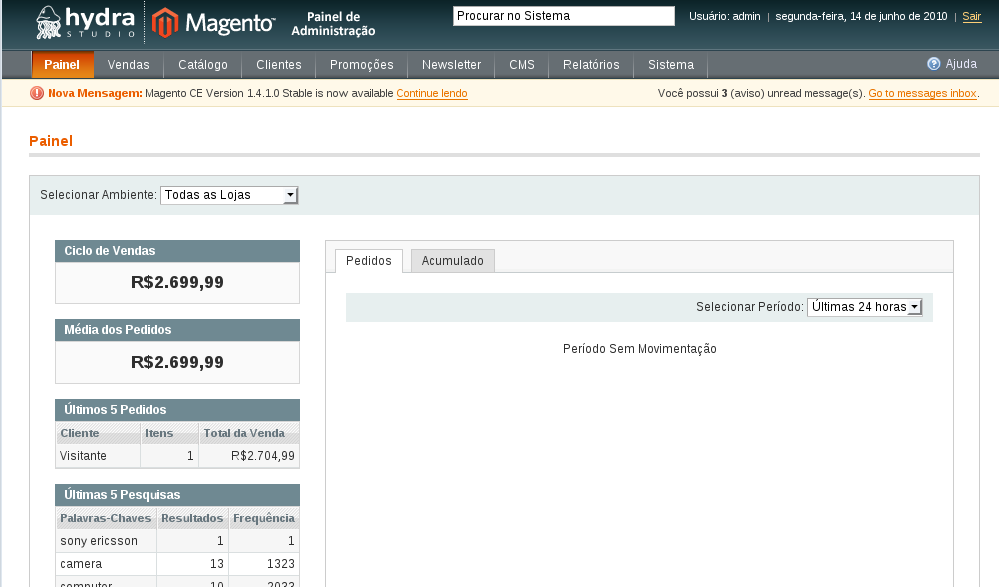 hydra
STUDIO
Magento
Painel de
Administração
Procurar no Sistema
Usuário: admin | segunda-feira, 14 de junho de 2010 | Sair
Painel Vendas Catálogo Clientes Promoções Newsletter CMS Relatórios Sistema Ajuda
Nova Mensagem: Magento CE Version 1.4.1.0 Stable is now available Continue lendo Você possui 3 (aviso) unread message(s). Go to messages inbox.
Painel
Selecionar Ambiente: Todas as Lojas
Ciclo de Vendas
R$2.699,99
Média dos Pedidos
R$2.699,99
Últimos 5 Pedidos
Cliente Itens Total da Venda
Visitante 1 R$2.704,99
Últimas 5 Pesquisas
Palavras-Chaves Resultados Frequência
sony ericsson 1 1
camera 13 1323
computer 10 2033
Pedidos Acumulado
Selecionar Período: Últimas 24 horas
Período Sem Movimentação